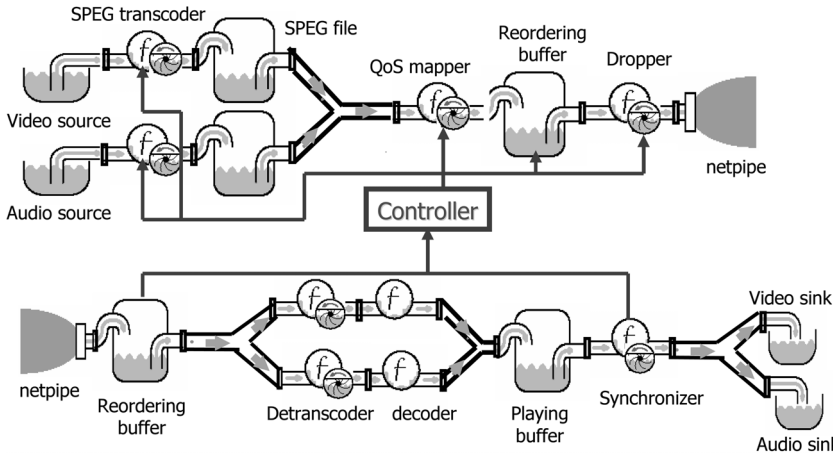 SPEG transcoder
SPEG file
Reordering
buffer
QoS mapper
Dropper
f
f
f
f
Video source
Audio source
netpipe
Controller
f
f
f
f
f
Video sink
netpipe
Reordering
buffer
Detranscoder
decoder
Playing
buffer
Synchronizer
Audio sink